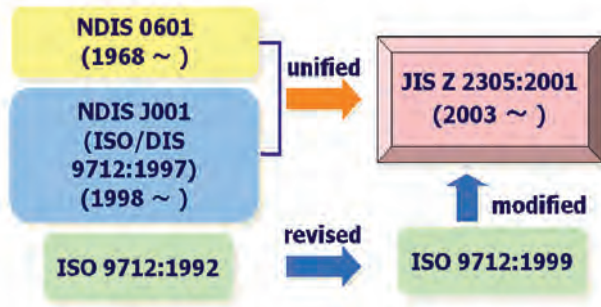 NDIS 0601
(1968 ~ )
NDIS J001
(ISO/DIS
9712:1997)
(1998 ~ )
unified
JIS Z 2305:2001
(2003 ~ )
modified
ISO 9712:1992
revised
ISO 9712:1999